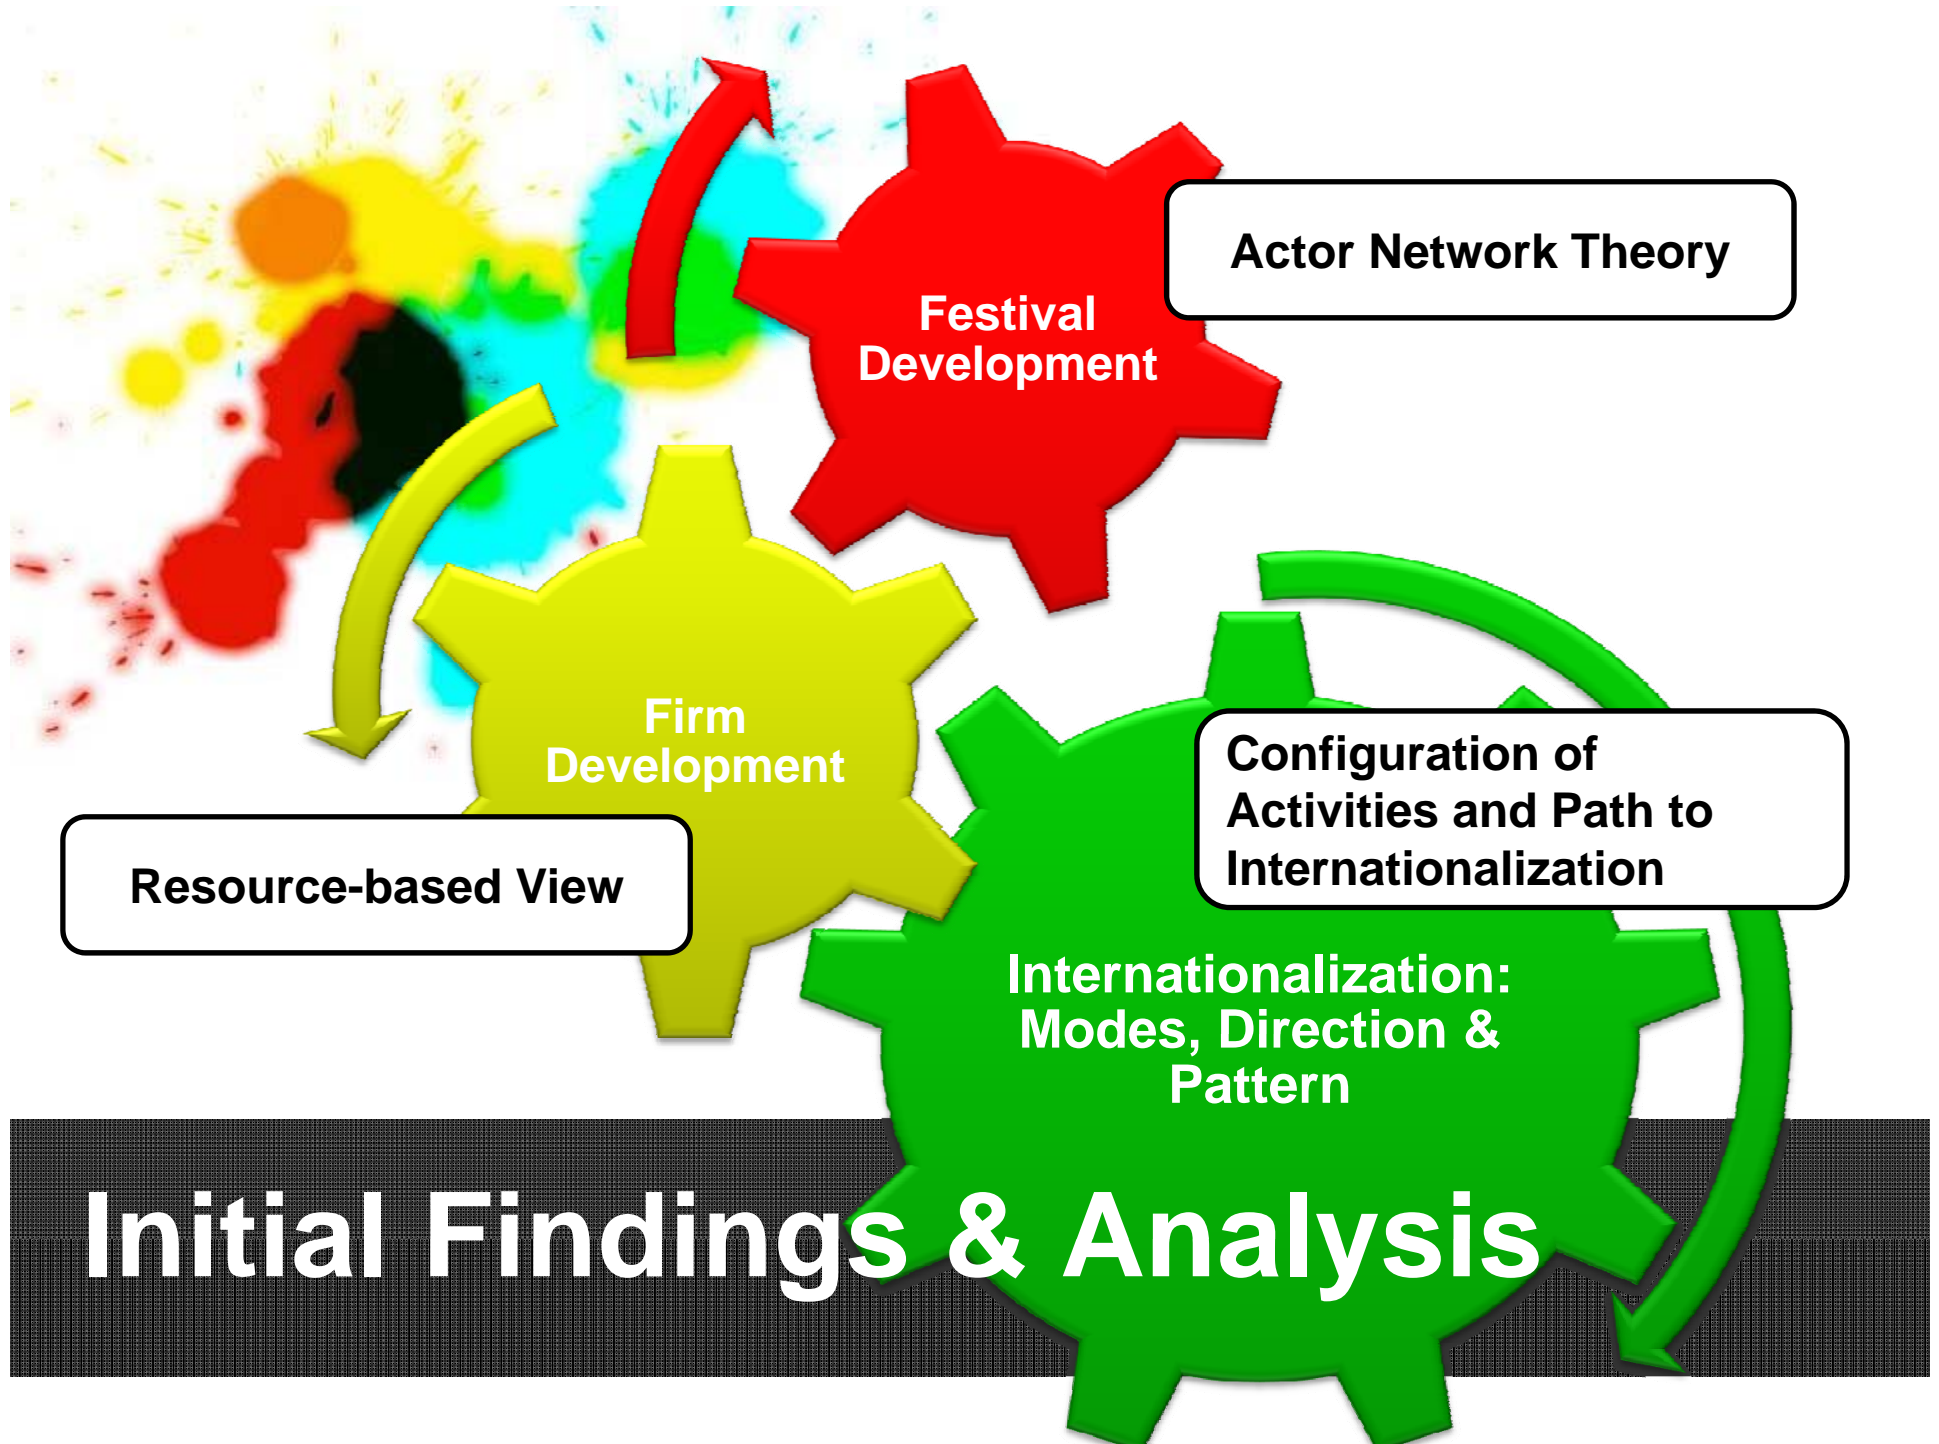 Actor Network Theory
Festival
Development
Firm
Development
Resource-based View
Configuration of
Activities and Path to
Internationalization
Internationalization:
Modes, Direction &
Pattern
Initial Findings & Analysis